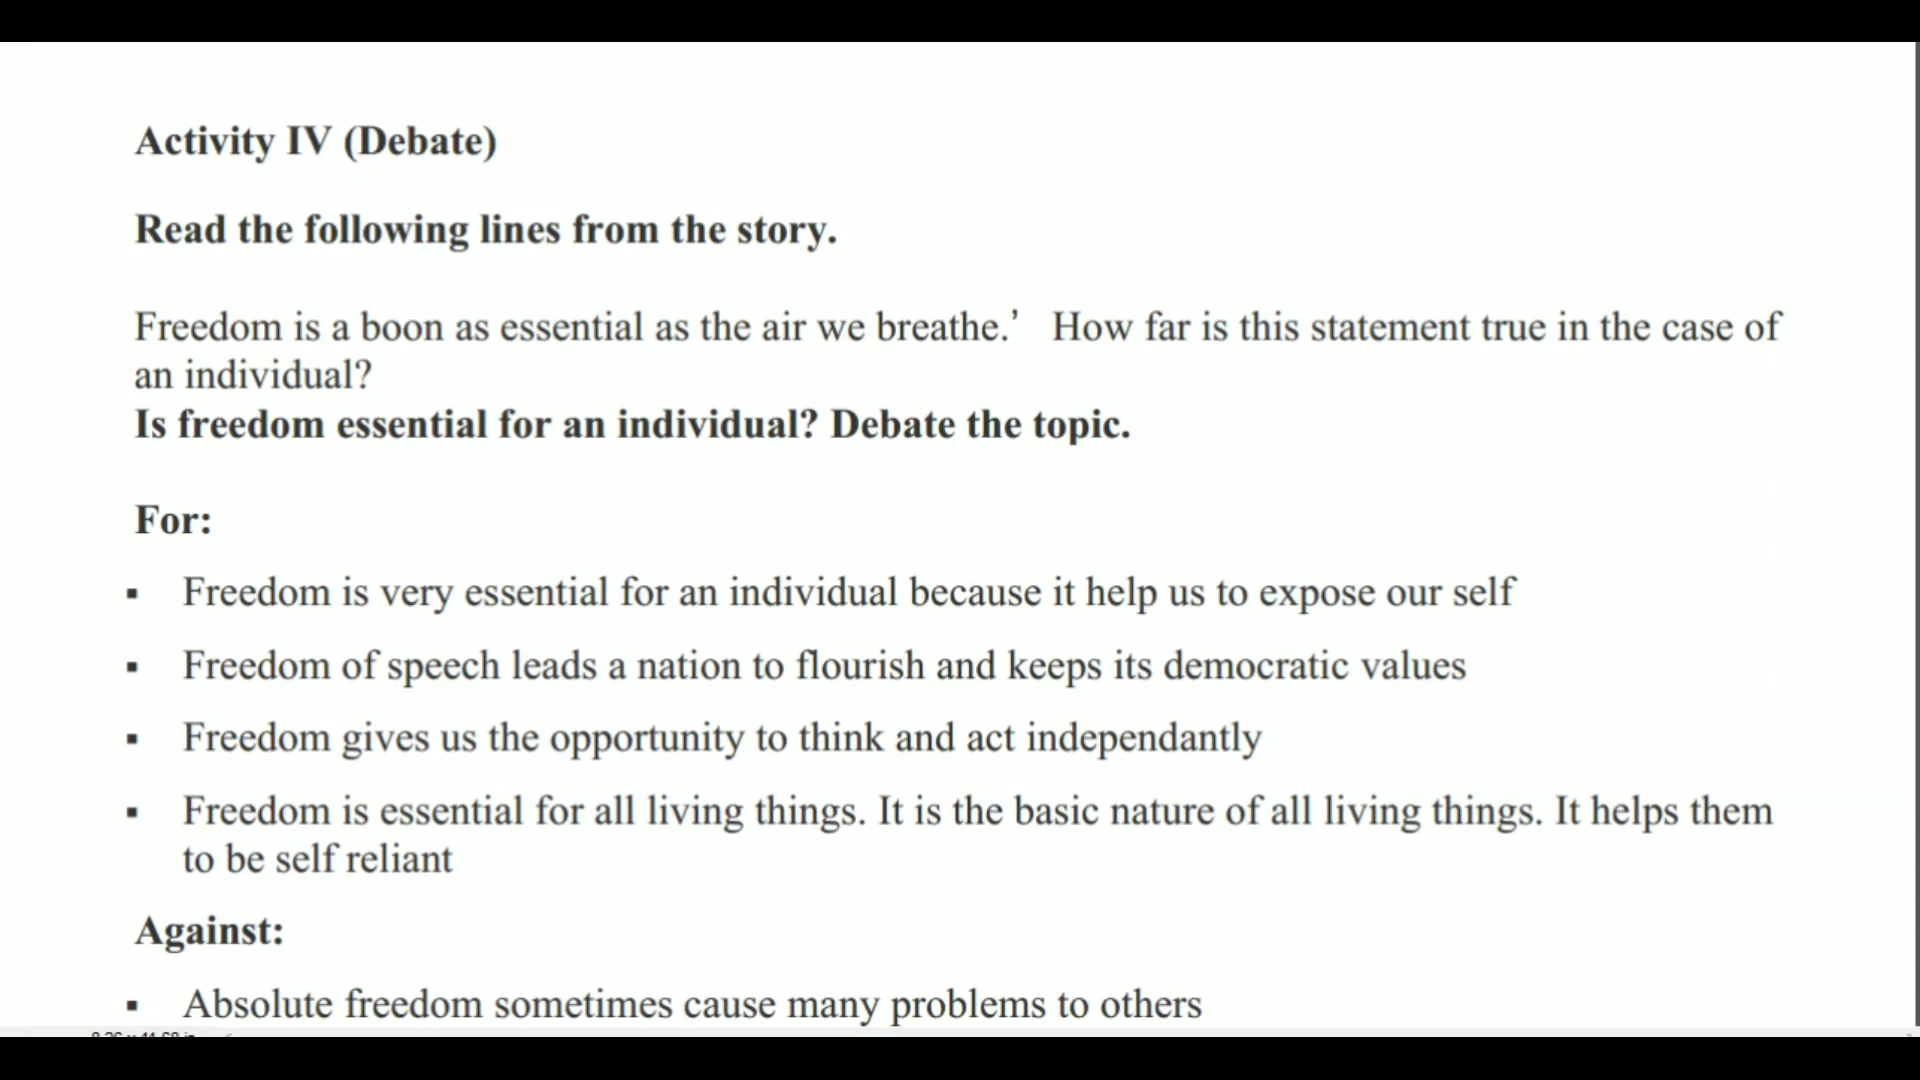 Activity IV (Debate)
Read the following lines from the story.
Freedom is a boon as essential as the air we breathe.’ How far is this statement true in the case of
an individual?
Is freedom essential for an individual? Debate the topic.
For:
▪ Freedom is very essential for an individual because it help us to expose our self
▪ Freedom of speech leads a nation to flourish and keeps its democratic values
▪ Freedom gives us the opportunity to think and act independantly
▪ Freedom is essential for all living things. It is the basic nature of all living things. It helps them
to be self reliant
Against:
▪ Absolute freedom sometimes cause many problems to others